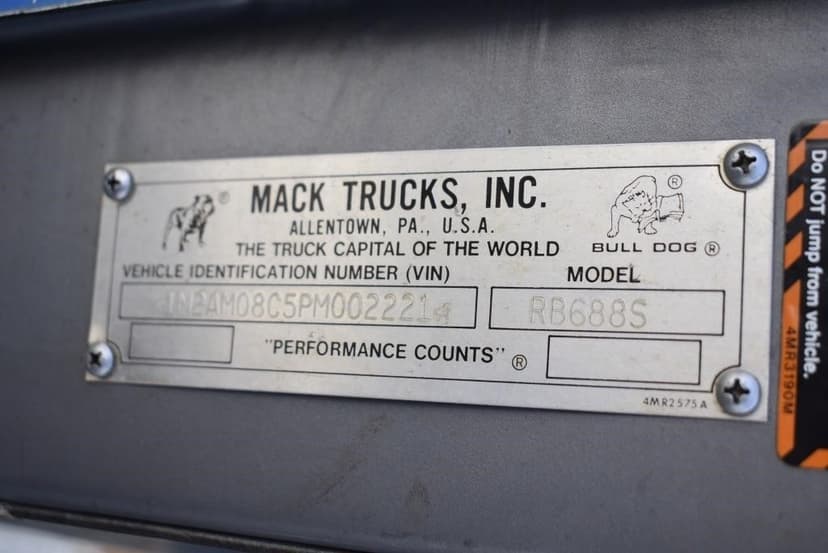 MACK TRUCKS, INC.
ALLENTOWN, PA., U.S.A.
THE TRUCK CAPITAL OF THE WORLD
BULL DOG ®
VEHICLE IDENTIFICATION NUMBER (VIN)
MODEL
1M2AM08C5PM002221
RB688S
"PERFORMANCE COUNTS" ®
4MR2575A
Do NOT jump from vehicle.
4MR3190M